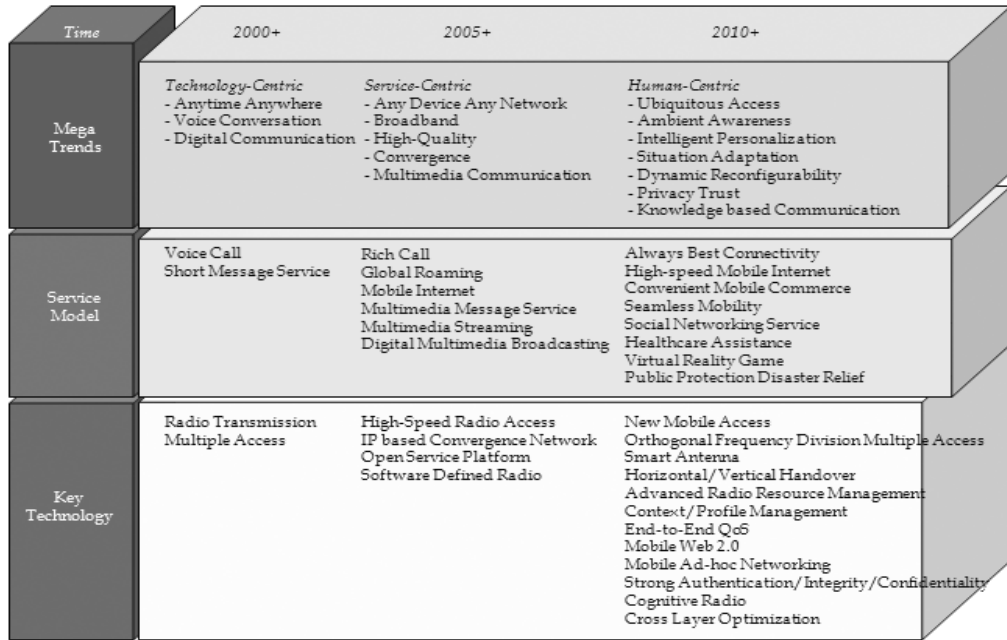 Time
2000+
2005+
2010+
Mega
Trends
Technology-Centric
- Anytime Anywhere
- Voice Conversation
- Digital Communication
Service-Centric
- Any Device Any Network
- Broadband
- High-Quality
- Convergence
- Multimedia Communication
Human-Centric
- Ubiquitous Access
- Ambient Awareness
- Intelligent Personalization
- Situation Adaptation
- Dynamic Reconfigurability
- Privacy Trust
- Knowledge based Communication
Service
Model
Voice Call
Short Message Service
Rich Call
Global Roaming
Mobile Internet
Multimedia Message Service
Multimedia Streaming
Digital Multimedia Broadcasting
Always Best Connectivity
High-speed Mobile Internet
Convenient Mobile Commerce
Seamless Mobility
Social Networking Service
Healthcare Assistance
Virtual Reality Game
Public Protection Disaster Relief
Key
Technology
Radio Transmission
Multiple Access
High-Speed Radio Access
IP based Convergence Network
Open Service Platform
Software Defined Radio
New Mobile Access
Orthogonal Frequency Division Multiple Access
Smart Antenna
Horizontal/Vertical Handover
Advanced Radio Resource Management
Context/Profile Management
End-to-End QoS
Mobile Web 2.0
Mobile Ad-hoc Networking
Strong Authentication/Integrity/Confidentiality
Cognitive Radio
Cross Layer Optimization